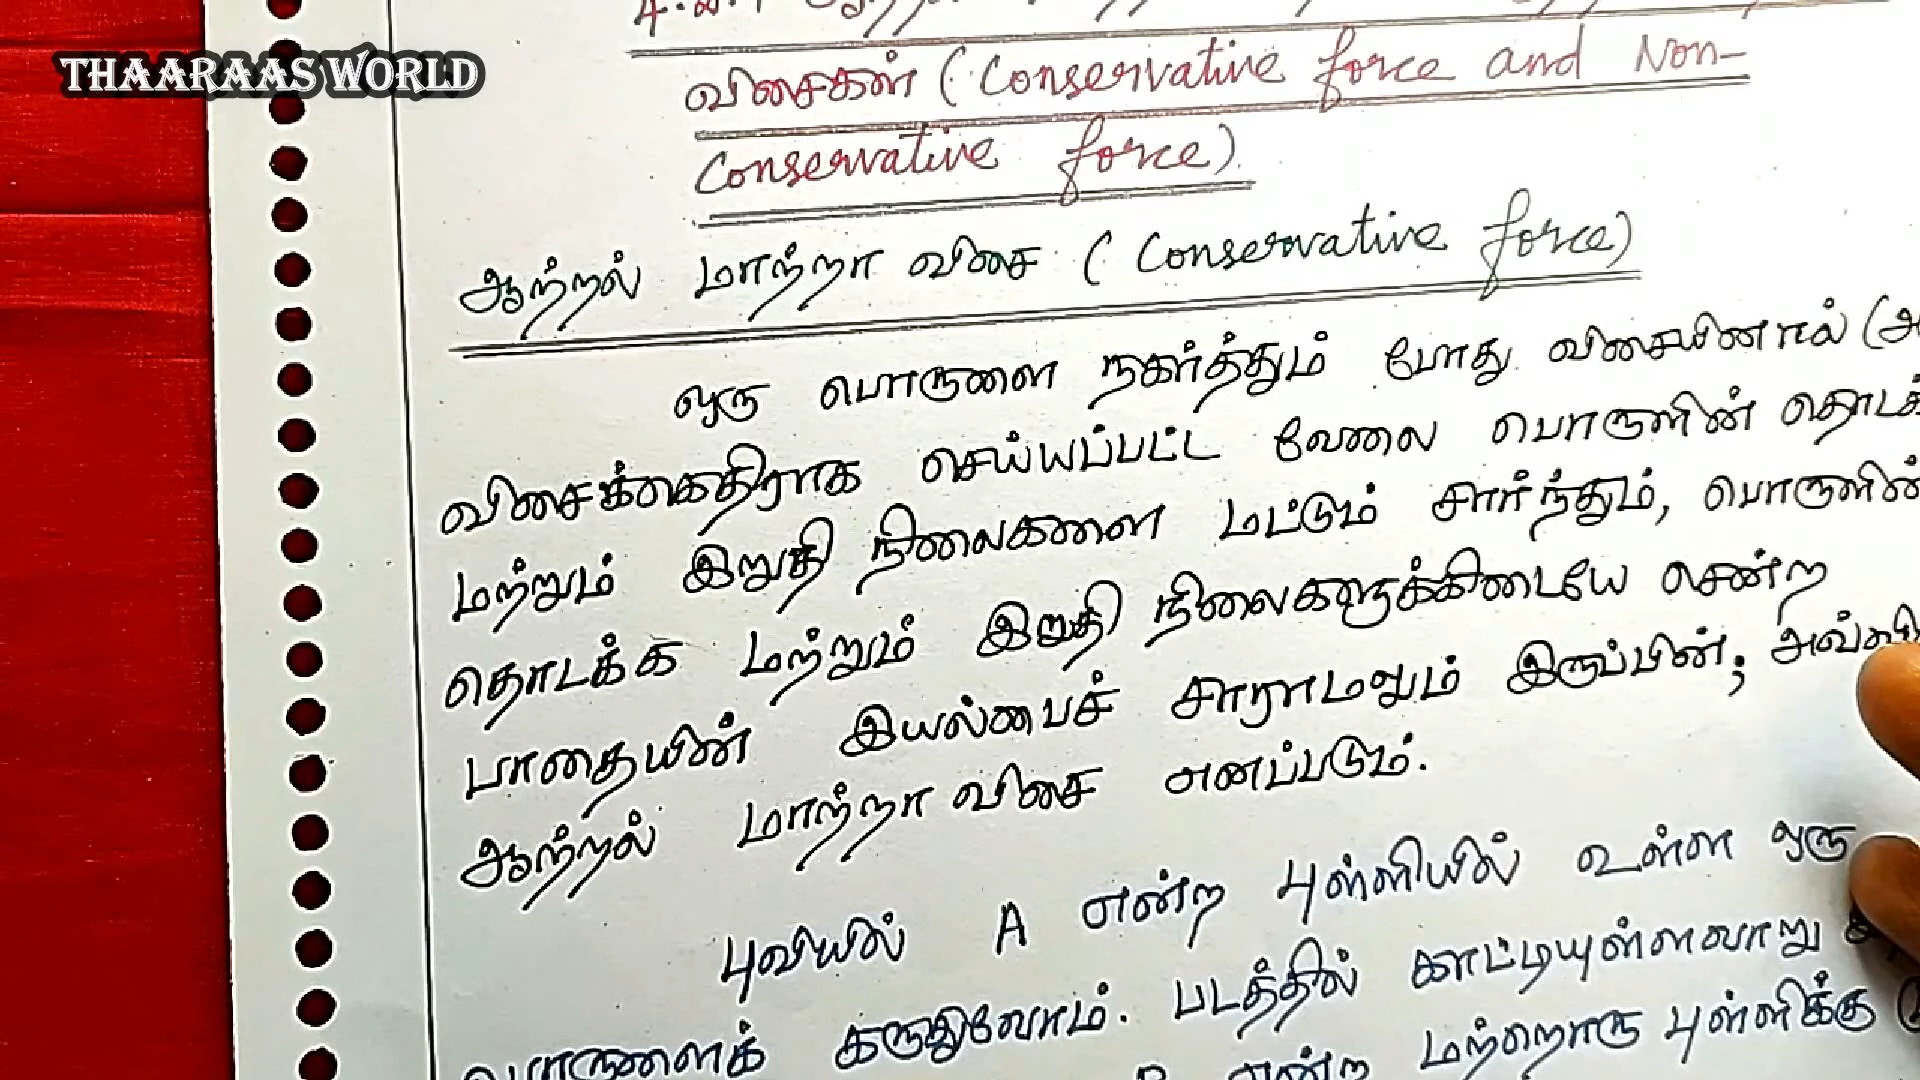 THAARAAS WORLD
விசைகள் (Conservative force and Non-
Conservative force)
ஆற்றல் மாற்றா விசை (Conservative force)
ஒரு பொருளை நகர்த்தும் போது விசையினால்
விசைக்கெதிராக செய்யப்பட்ட வேலை பொருளின்
மற்றும் இறுதி நிலைகளை மட்டும் சார்ந்தும், பொருளின்
தொடக்க மற்றும் இறுதி நிலைகளுக்கிடையே சென்ற
பாதையின் இயல்பைச் சாராமலும் இருப்பின்;
ஆற்றல் மாற்றா விசை எனப்படும்.
புவியில் A என்ற புள்ளியில் உள்ள ஒரு
பொருளைக் கருதுவோம். படத்தில் காட்டியுள்ளவாறு
என்ற மற்றொரு புள்ளிக்கு